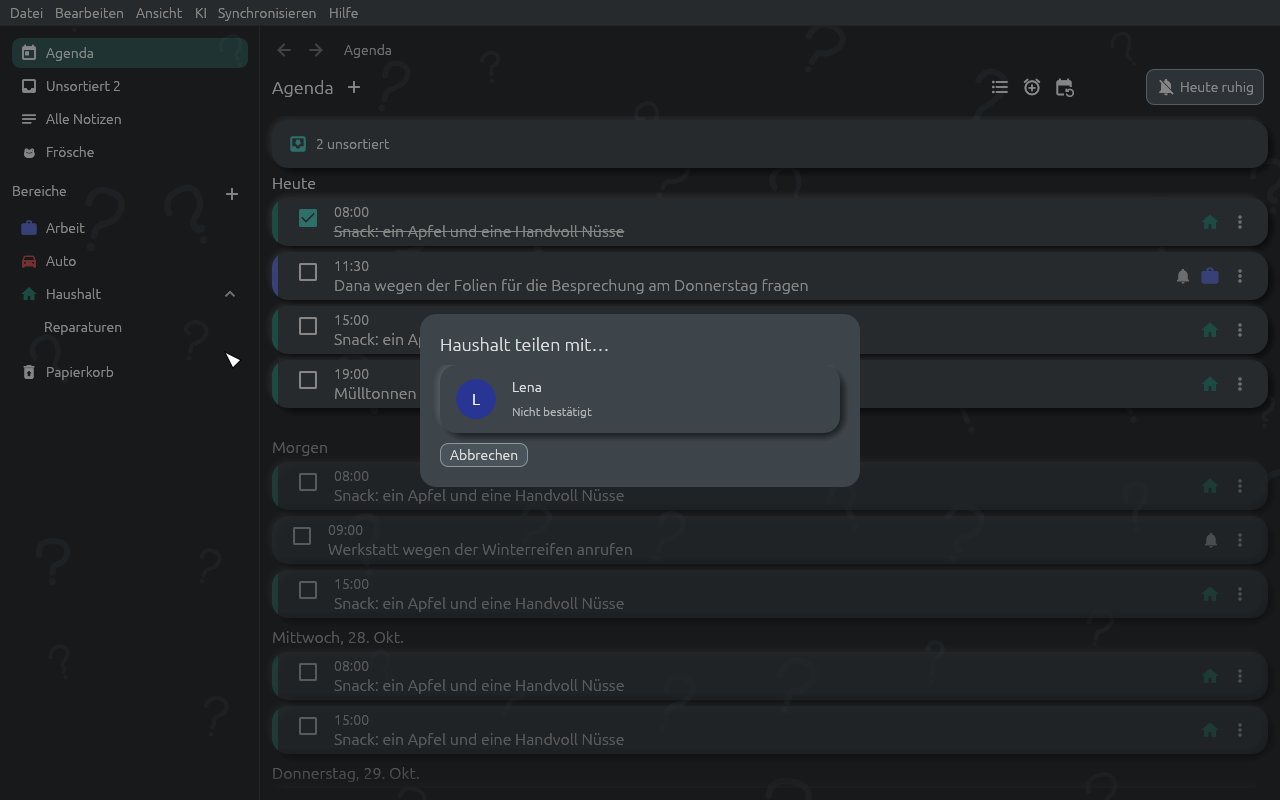 Datei Bearbeiten Ansicht KI Synchronisieren Hilfe
Agenda
Unsortiert 2
Alle Notizen
Frösche
Bereiche
Arbeit
Auto
Haushalt
Reparaturen
Papierkorb
Agenda
Agenda
Heute ruhig
2 unsortiert
Heute
08:00
Snack: ein Apfel und eine Handvoll Nüsse
11:30
Dana wegen der Folien für die Besprechung am Donnerstag fragen
15:00
Snack: ein
19:00
Mülltonnen
Haushalt teilen mit...
L
Lena
Nicht bestätigt
Abbrechen
Morgen
08:00
Snack: ein Apfel und eine Handvoll Nüsse
09:00
Werkstatt wegen der Winterreifen anrufen
15:00
Snack: ein Apfel und eine Handvoll Nüsse
Mittwoch, 28. Okt.
08:00
Snack: ein Apfel und eine Handvoll Nüsse
15:00
Snack: ein Apfel und eine Handvoll Nüsse
Donnerstag, 29. Okt.